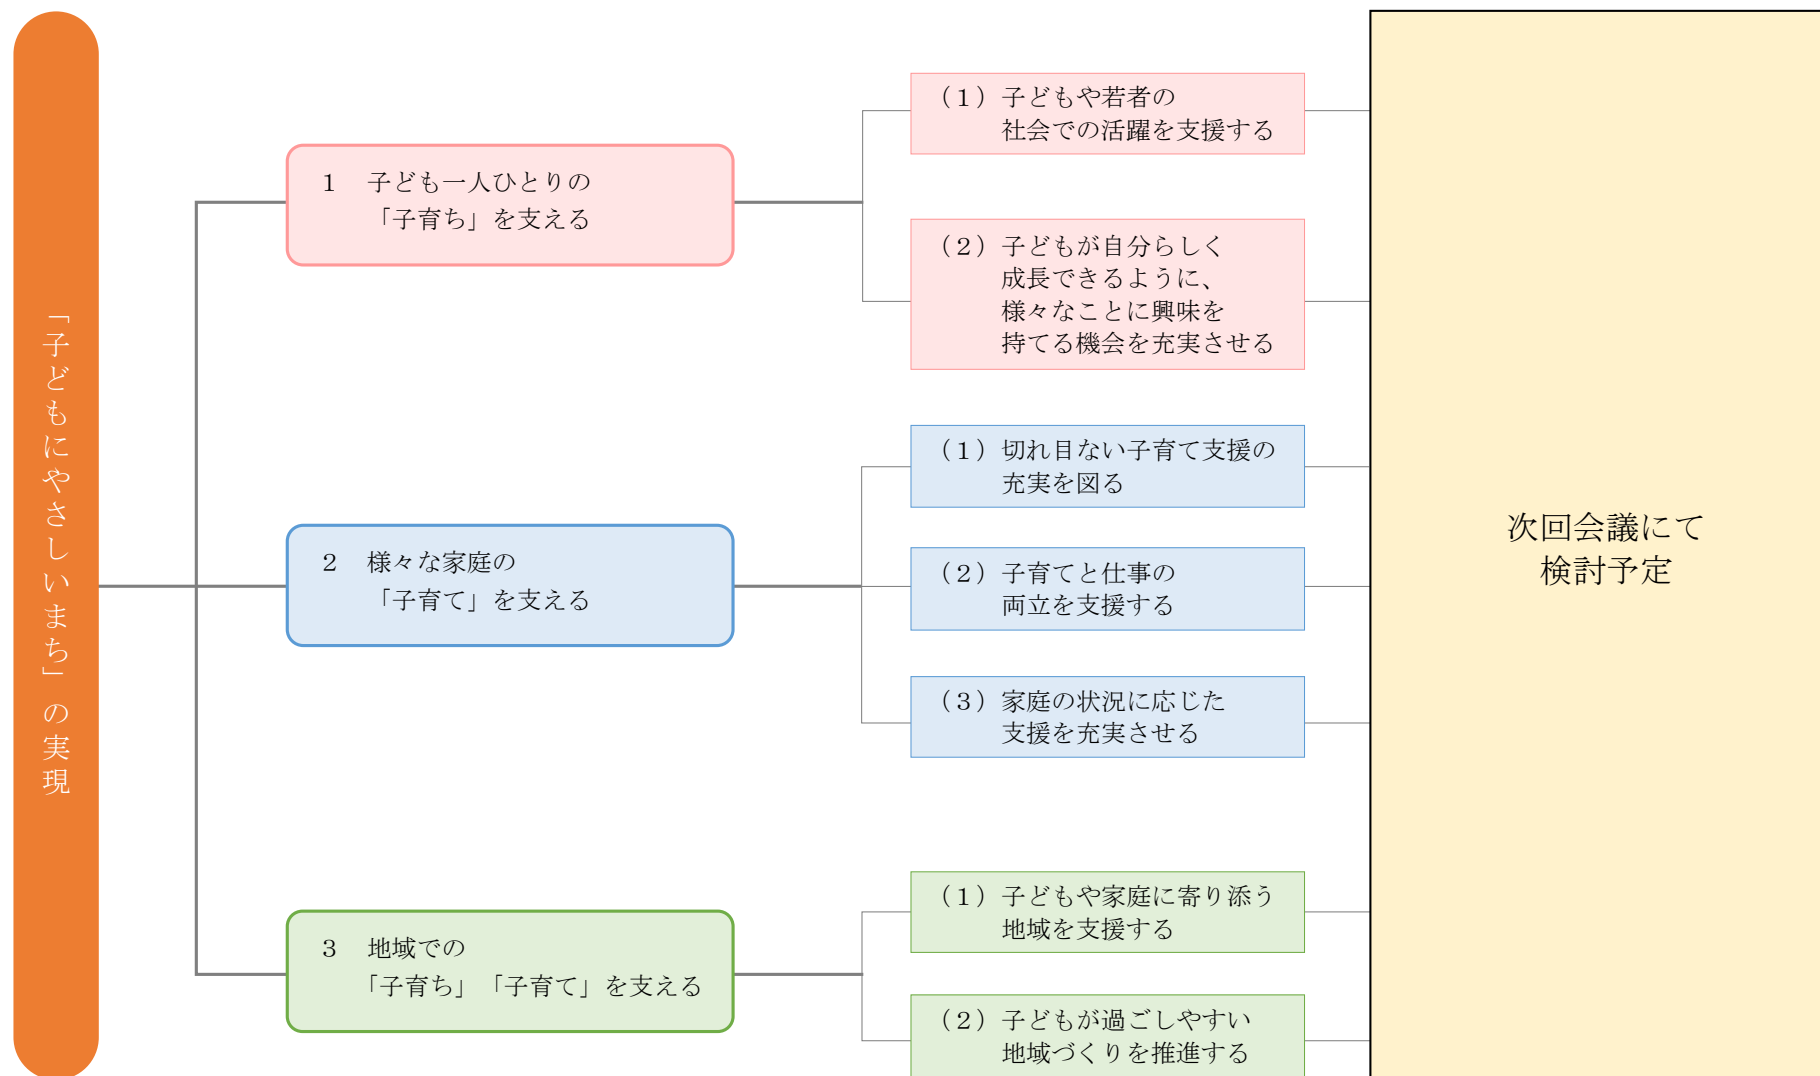 「子どもにやさしいまち」の実現
1　子ども一人ひとりの
「子育ち」を支える
（1）子どもや若者の
社会での活躍を支援する
（2）子どもが自分らしく
成長できるように、
様々なことに興味を
持てる機会を充実させる
2　様々な家庭の
「子育て」を支える
（1）切れ目ない子育て支援の
充実を図る
（2）子育てと仕事の
両立を支援する
（3）家庭の状況に応じた
支援を充実させる
3　地域での
「子育ち」「子育て」を支える
（1）子どもや家庭に寄り添う
地域を支援する
（2）子どもが過ごしやすい
地域づくりを推進する
次回会議にて
検討予定